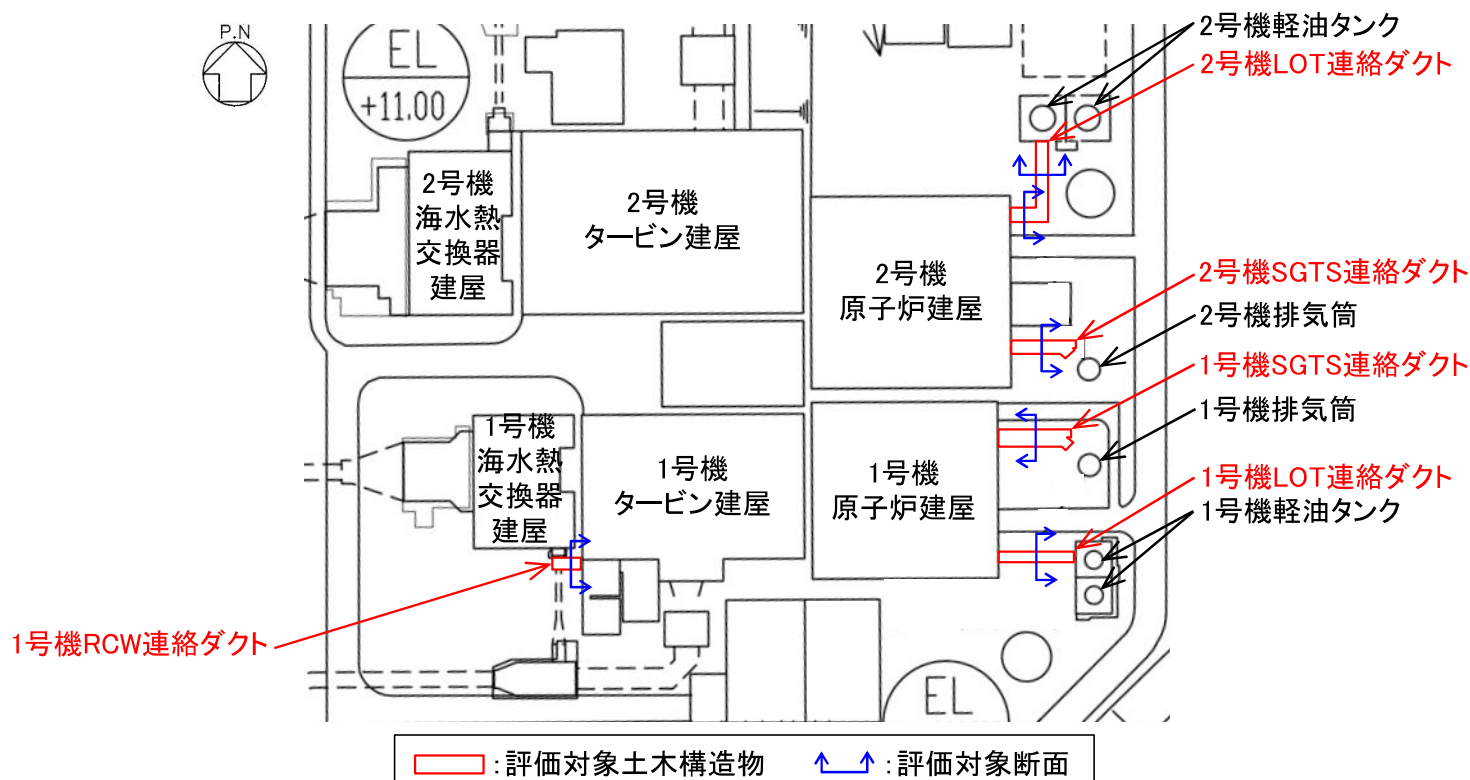 P.N
EL
+11.00
2号機軽油タンク
2号機LOT連絡ダクト
2号機
海水熱
交換器
建屋
2号機
タービン建屋
2号機
原子炉建屋
2号機SGTS連絡ダクト
2号機排気筒
1号機SGTS連絡ダクト
1号機排気筒
1号機
海水熱
交換器
建屋
1号機
タービン建屋
1号機
原子炉建屋
1号機LOT連絡ダクト
1号機軽油タンク
1号機RCW連絡ダクト
EL
:評価対象土木構造物
:評価対象断面